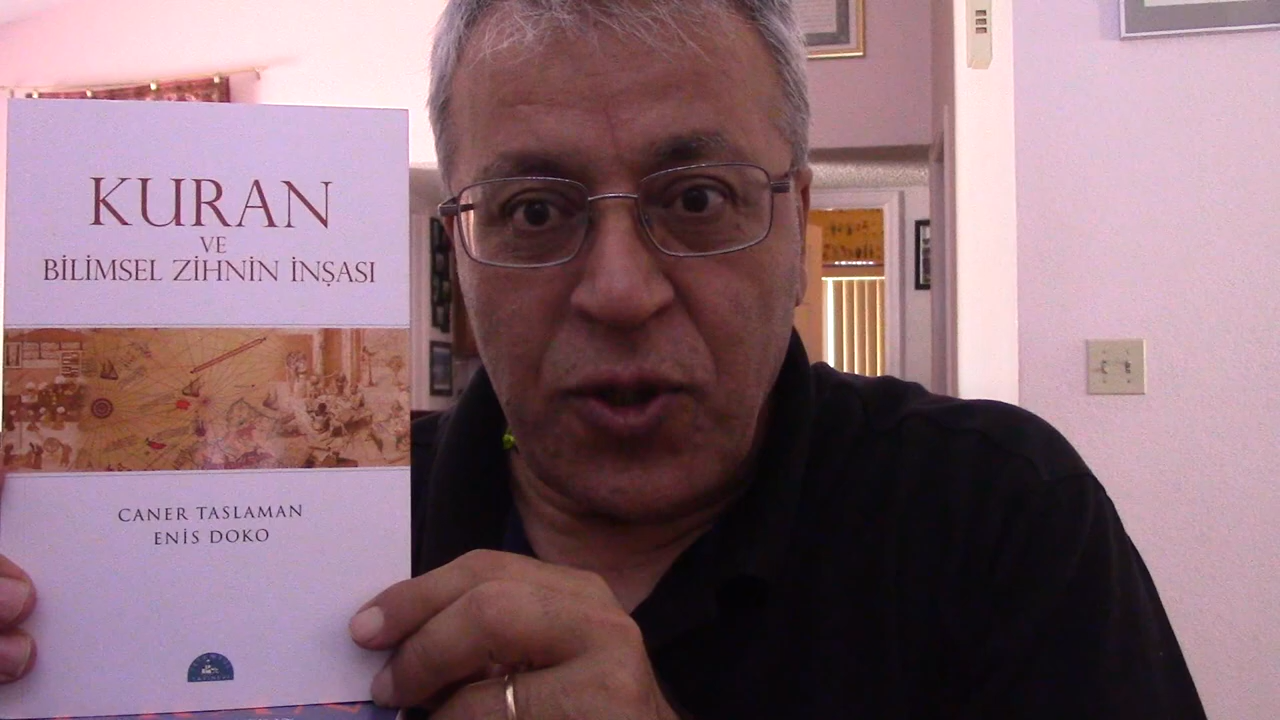 KURAN
VE
BİLİMSEL ZİHNİN İNŞASI
CANER TASLAMAN
ENİS DOKO